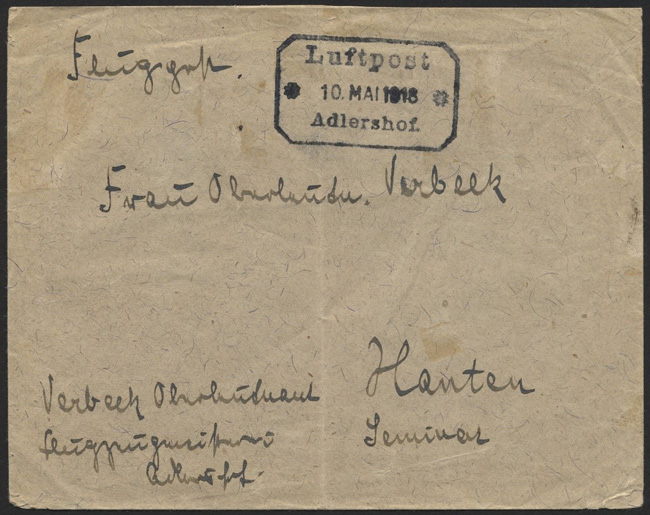 Flugpost.
Luftpost
10. MAI 1918
Adlershof.
Frau Oberleutn. Verbeek
Xanten
Seminar
Verbeek Oberleutnant
Flugzeugmeisterei
Adlershof.